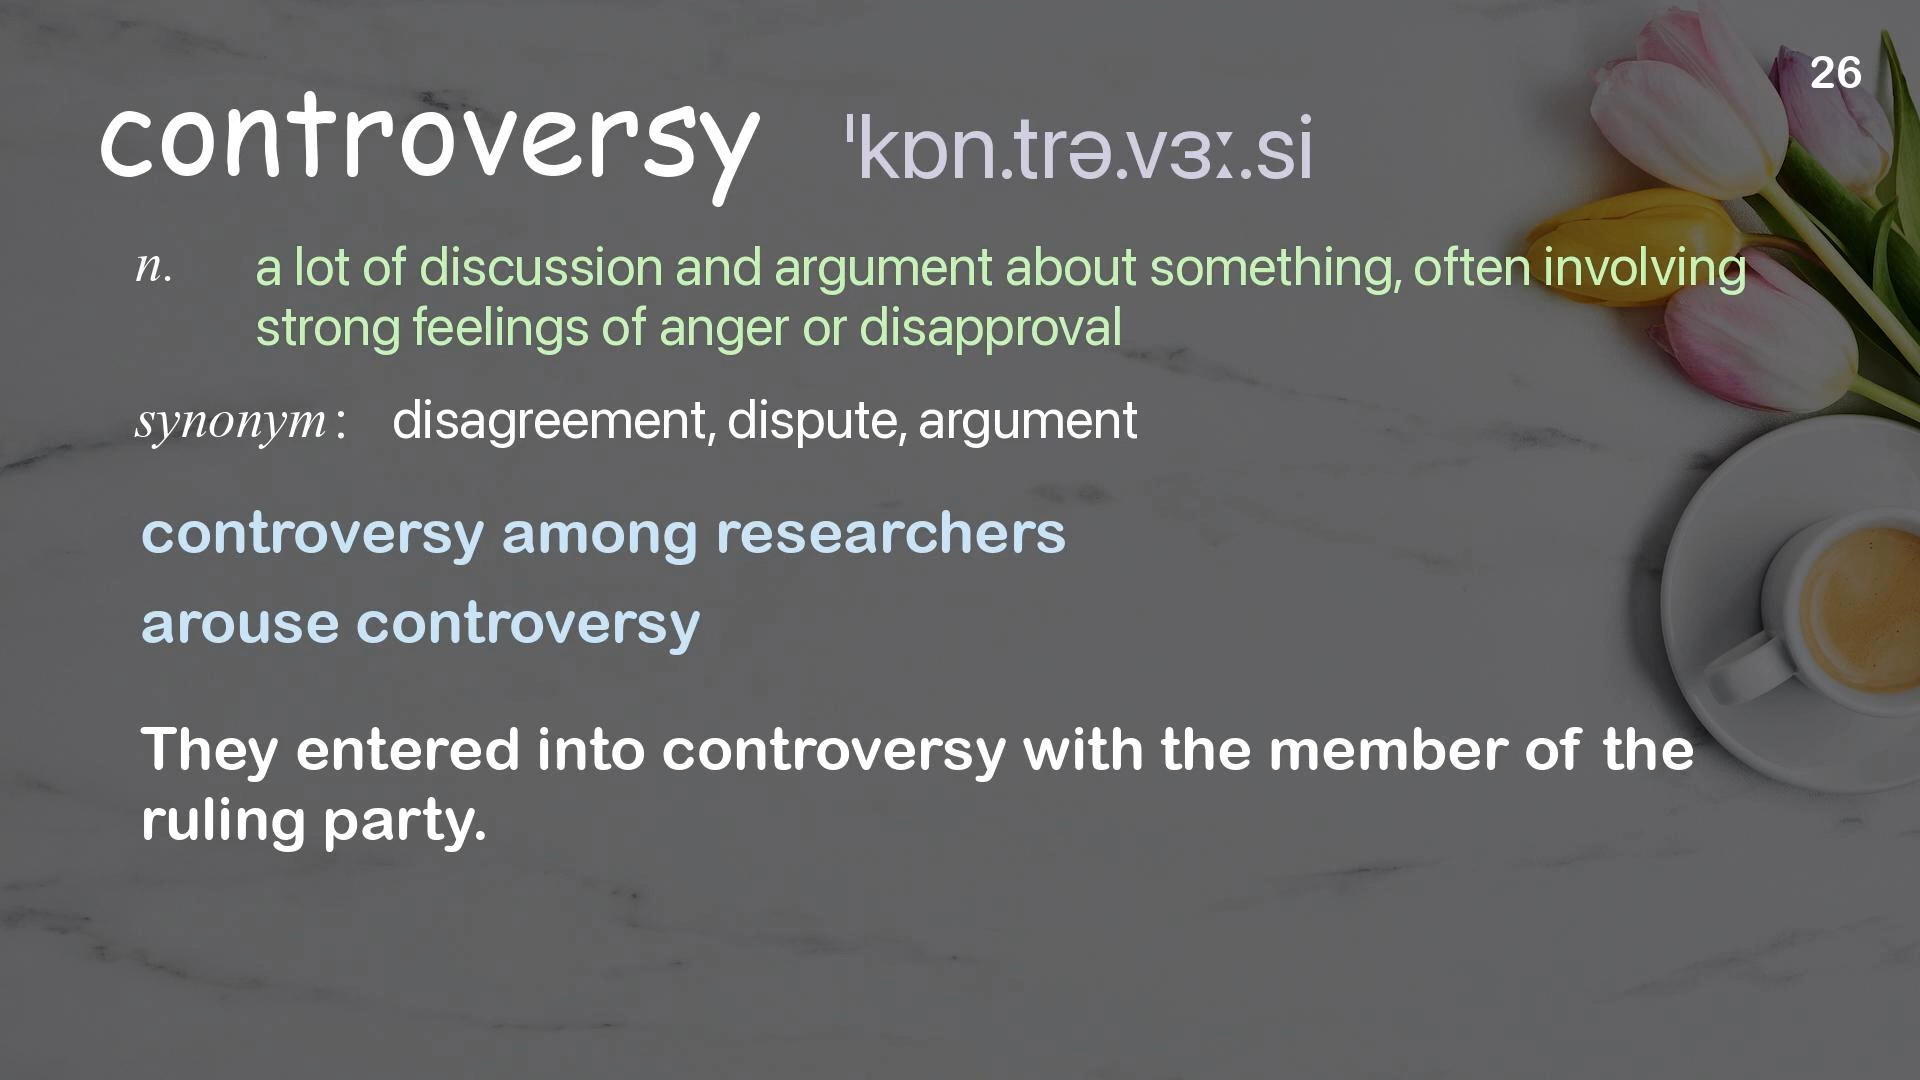 26
controversy ˈkɒn.trə.vɜː.si
n. a lot of discussion and argument about something, often involving
strong feelings of anger or disapproval
synonym : disagreement, dispute, argument
controversy among researchers
arouse controversy
They entered into controversy with the member of the
ruling party.